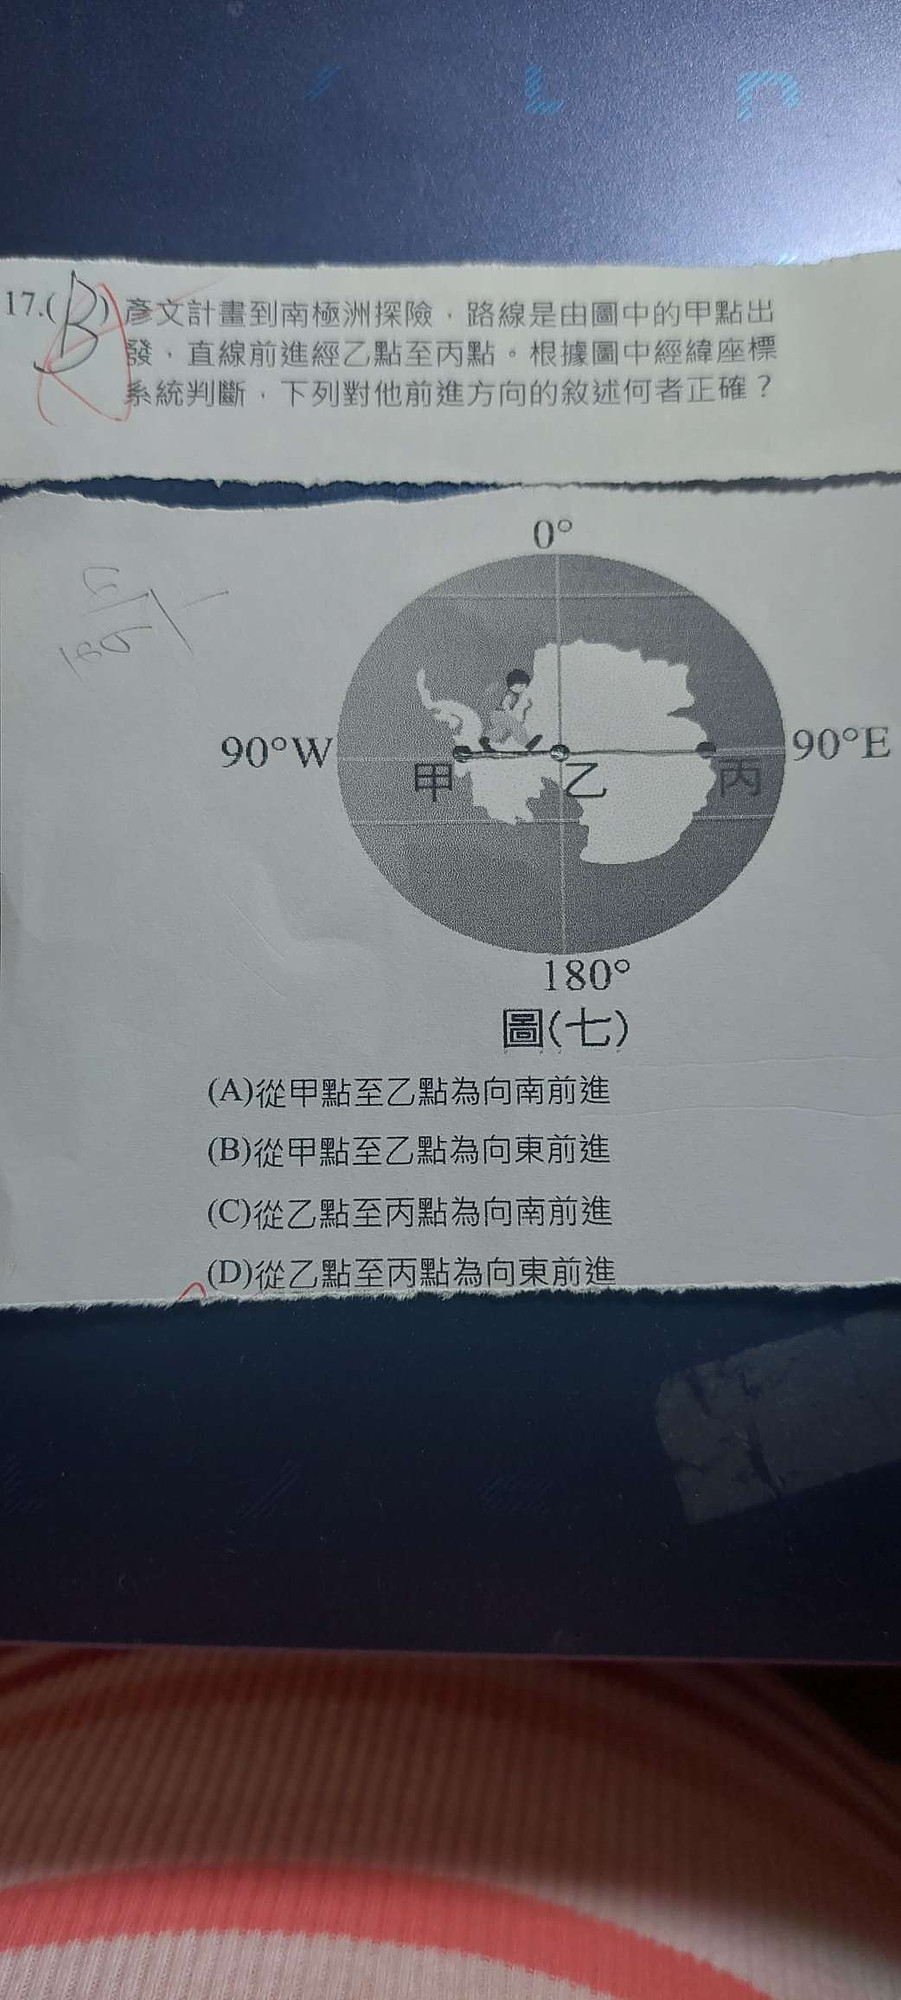 17.(B)彥文計畫到南極洲探險，路線是由圖中的甲點出
發，直線前進經乙點至丙點。根據圖中經緯座標
系統判斷，下列對他前進方向的敘述何者正確？
0°
90°W
90°E
甲
乙
丙
180°
圖(七)
(A)從甲點至乙點為向南前進
(B)從甲點至乙點為向東前進
(C)從乙點至丙點為向南前進
(D)從乙點至丙點為向東前進